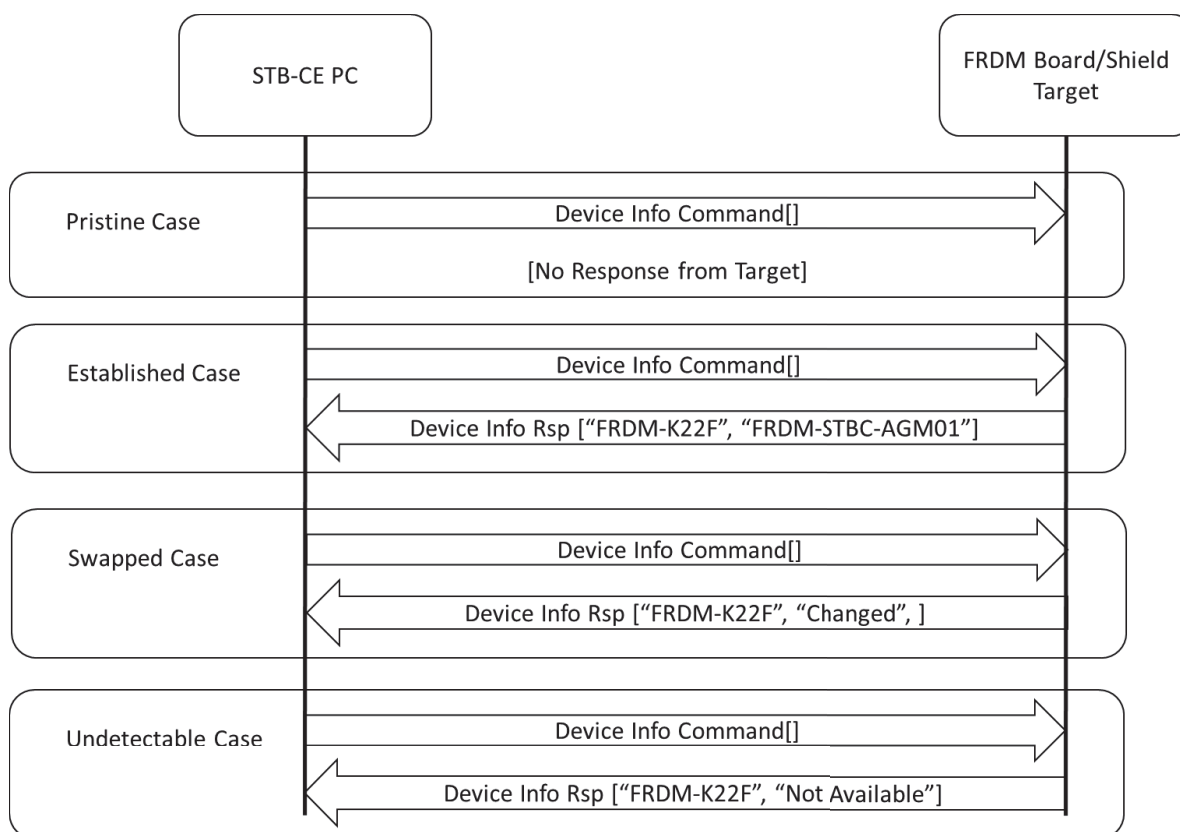 STB-CE PC
FRDM Board/Shield
Target
Pristine Case
Device Info Command[]
[No Response from Target]
Established Case
Device Info Command[]
Device Info Rsp [“FRDM-K22F”, “FRDM-STBC-AGM01”]
Swapped Case
Device Info Command[]
Device Info Rsp [“FRDM-K22F”, “Changed”, ]
Undetectable Case
Device Info Command[]
Device Info Rsp [“FRDM-K22F”, “Not Available”]